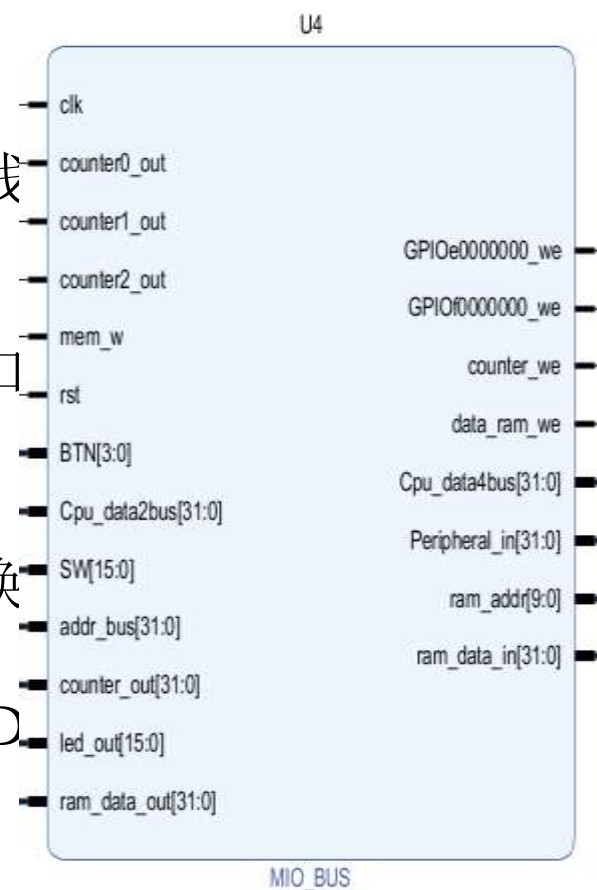 U4
clk
counter0_out
counter1_out
counter2_out
mem_w
rst
BTN[3:0]
Cpu_data2bus[31:0]
SW[15:0]
addr_bus[31:0]
counter_out[31:0]
led_out[15:0]
ram_data_out[31:0]
GPIOe0000000_we
GPIOf0000000_we
counter_we
data_ram_we
Cpu_data4bus[31:0]
Peripheral_in[31:0]
ram_addr[9:0]
ram_data_in[31:0]
MIO_BUS